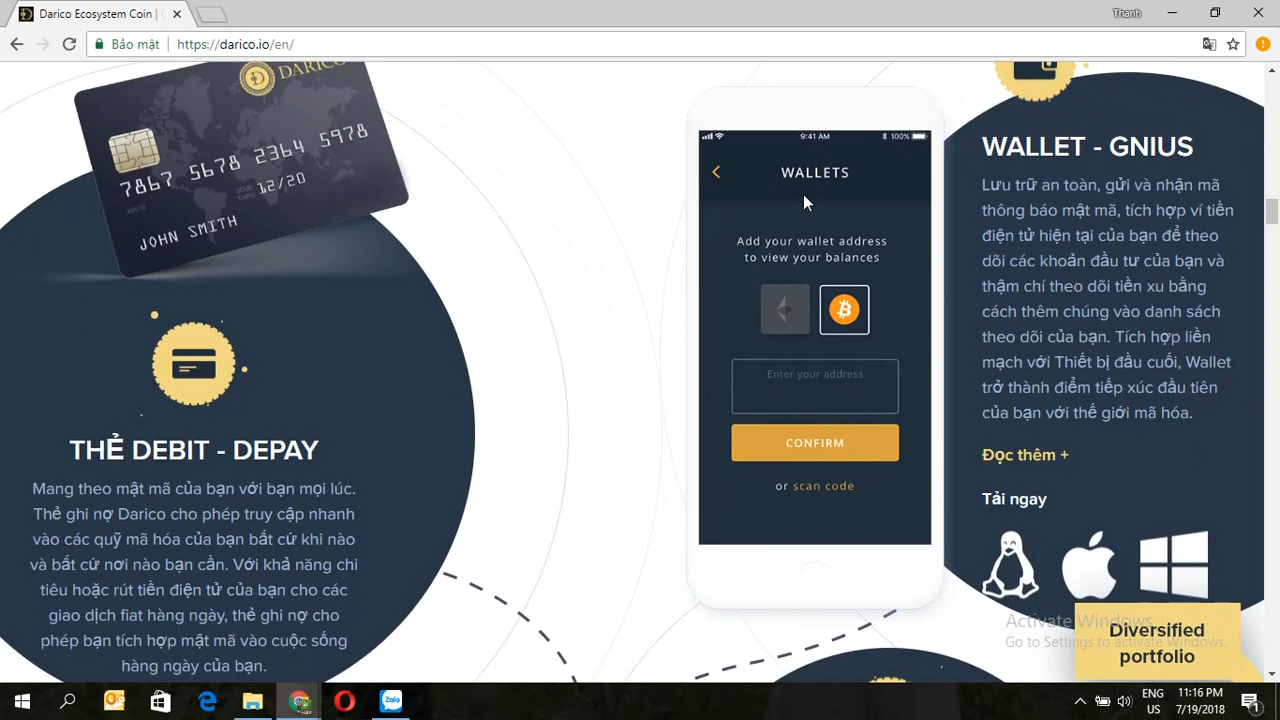 Darico Ecosystem Coin |
Thanh
Bảo mật
https://darico.io/en/
DARICO
7867 5678 2364 5978
12/20
JOHN SMITH
THẺ DEBIT - DEPAY
Mang theo mật mã của bạn với bạn mọi lúc.
Thẻ ghi nợ Darico cho phép truy cập nhanh
vào các quỹ mã hóa của bạn bất cứ khi nào
và bất cứ nơi nào bạn cần. Với khả năng chi
tiêu hoặc rút tiền điện tử của bạn cho các
giao dịch fiat hàng ngày, thẻ ghi nợ cho
phép bạn tích hợp mật mã vào cuộc sống
hàng ngày của bạn.
9:41 AM
100%
WALLETS
Add your wallet address
to view your balances
Enter your address
CONFIRM
or scan code
WALLET - GNIUS
Lưu trữ an toàn, gửi và nhận mã
thông báo mật mã, tích hợp ví tiền
điện tử hiện tại của bạn để theo
dõi các khoản đầu tư của bạn và
thậm chí theo dõi tiền xu bằng
cách thêm chúng vào danh sách
theo dõi của bạn. Tích hợp liền
mạch với Thiết bị đầu cuối, Wallet
trở thành điểm tiếp xúc đầu tiên
của bạn với thế giới mã hóa.
Đọc thêm +
Tải ngay
Activate Windows
Go to Settings to activate Windows.
Diversified
portfolio
Zalo
ENG
US
11:16 PM
7/19/2018
1